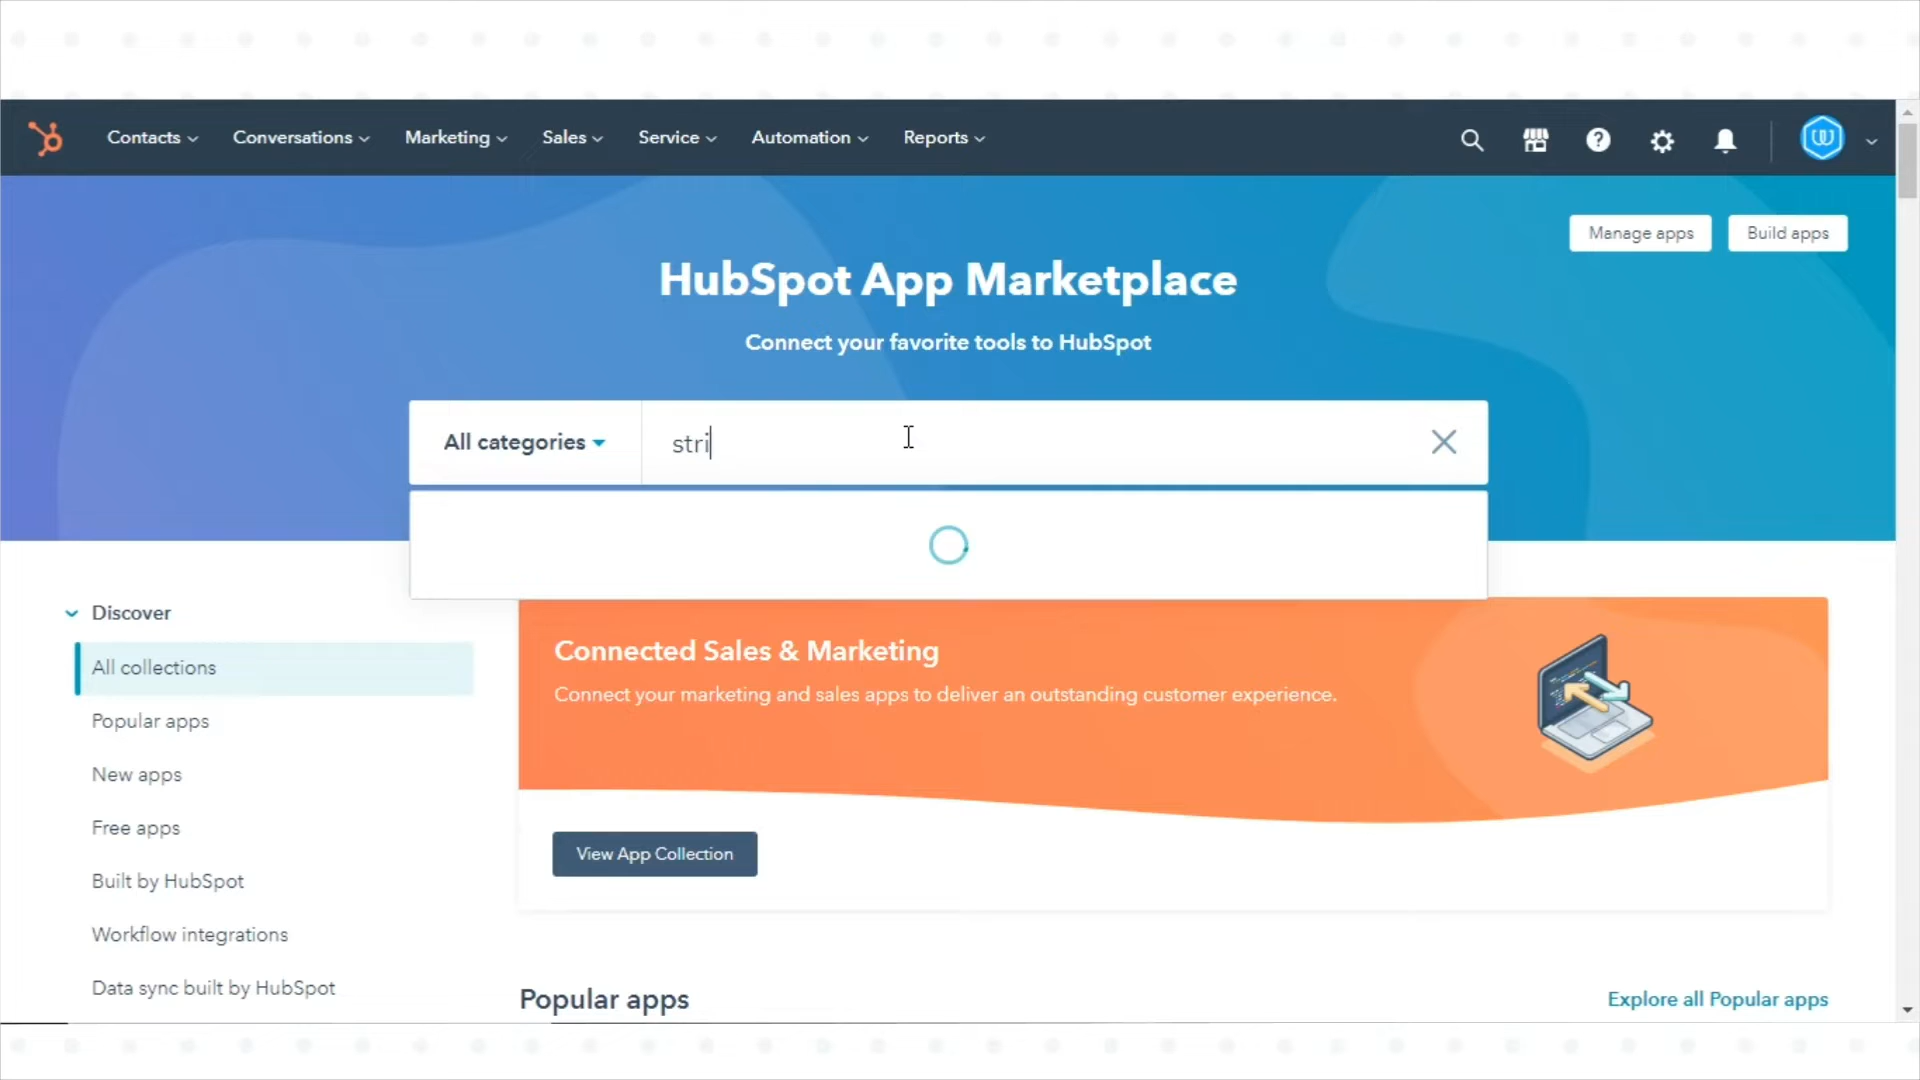 Contacts
Conversations
Marketing
Sales
Service
Automation
Reports
Manage apps
Build apps
HubSpot App Marketplace
Connect your favorite tools to HubSpot
All categories
stri
Discover
All collections
Popular apps
New apps
Free apps
Built by HubSpot
Workflow integrations
Data sync built by HubSpot
Connected Sales & Marketing
Connect your marketing and sales apps to deliver an outstanding customer experience.
View App Collection
Popular apps
Explore all Popular apps